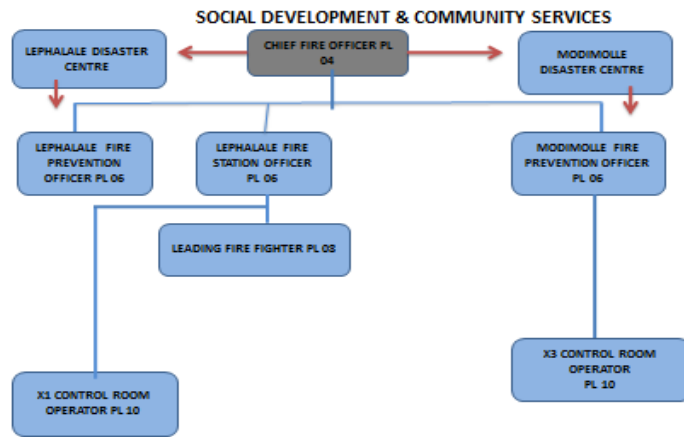 SOCIAL DEVELOPMENT & COMMUNITY SERVICES
LEPHALALE DISASTER
CENTRE
CHIEF FIRE OFFICER PL
04
MODIMOLLE
DISASTER CENTRE
LEPHALALE FIRE
PREVENTION
OFFICER PL 06
LEPHALALE FIRE
STATION OFFICER
PL 06
MODIMOLLE FIRE
PREVENTION OFFICER
PL 06
LEADING FIRE FIGHTER PL 08
X3 CONTROL ROOM
OPERATOR
PL 10
X1 CONTROL ROOM
OPERATOR PL 10